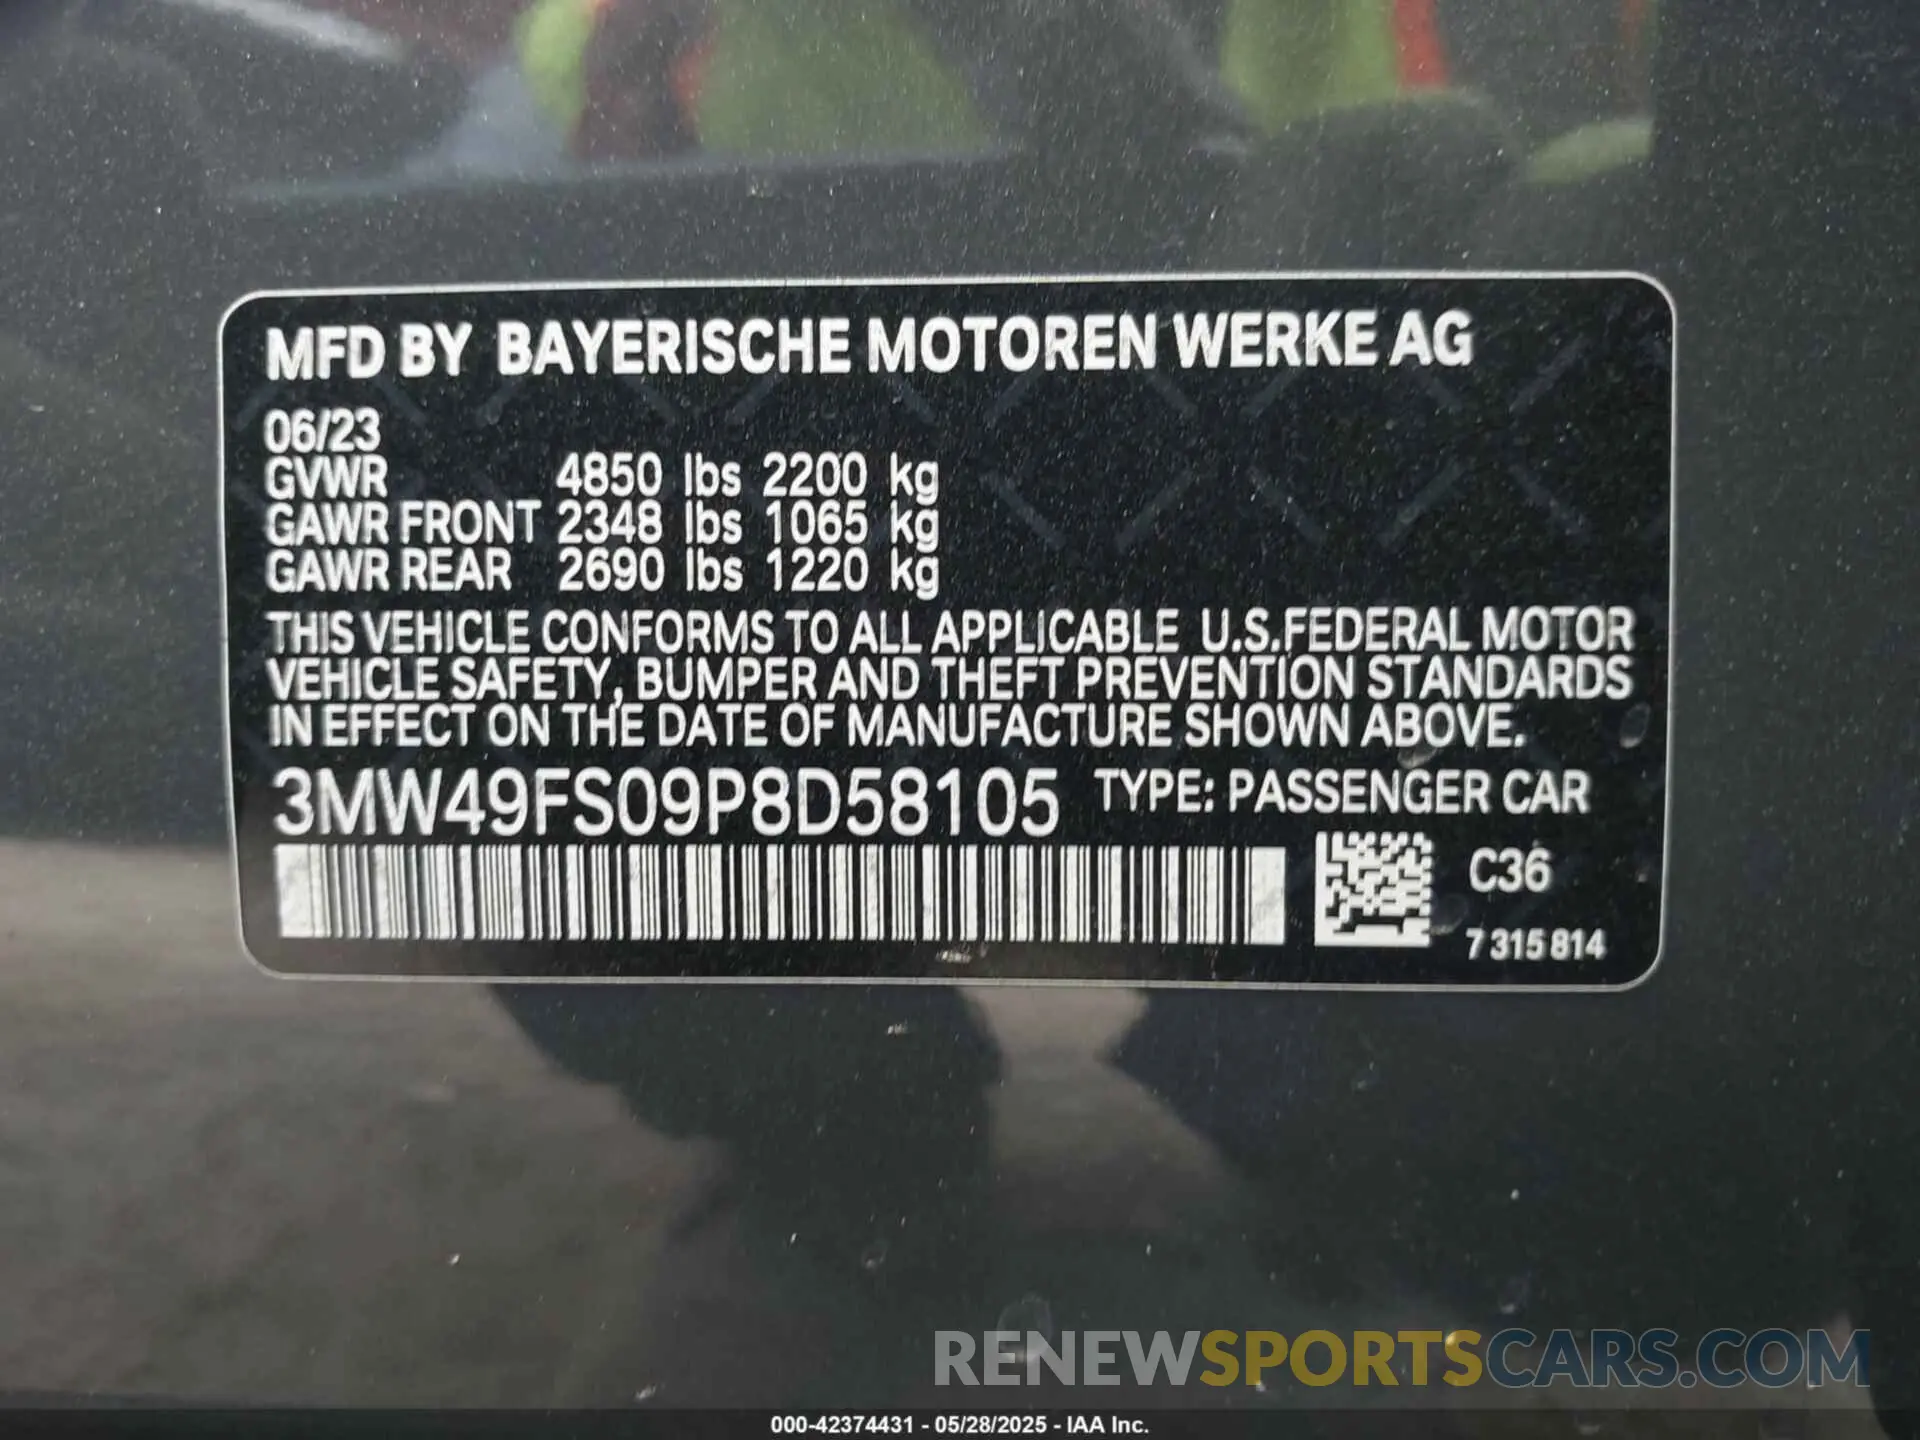 MFD BY BAYERISCHE MOTOREN WERKE AG
06/23
GVWR 4850 lbs 2200 kg
GAWR FRONT 2348 lbs 1065 kg
GAWR REAR 2690 lbs 1220 kg
THIS VEHICLE CONFORMS TO ALL APPLICABLE U.S.FEDERAL MOTOR
VEHICLE SAFETY, BUMPER AND THEFT PREVENTION STANDARDS
IN EFFECT ON THE DATE OF MANUFACTURE SHOWN ABOVE.
3MW49FS09P8D58105 TYPE: PASSENGER CAR
C36
7 315 814
RENEWSPORTSCARS.COM
000-42374431 - 05/28/2025 - IAA Inc.